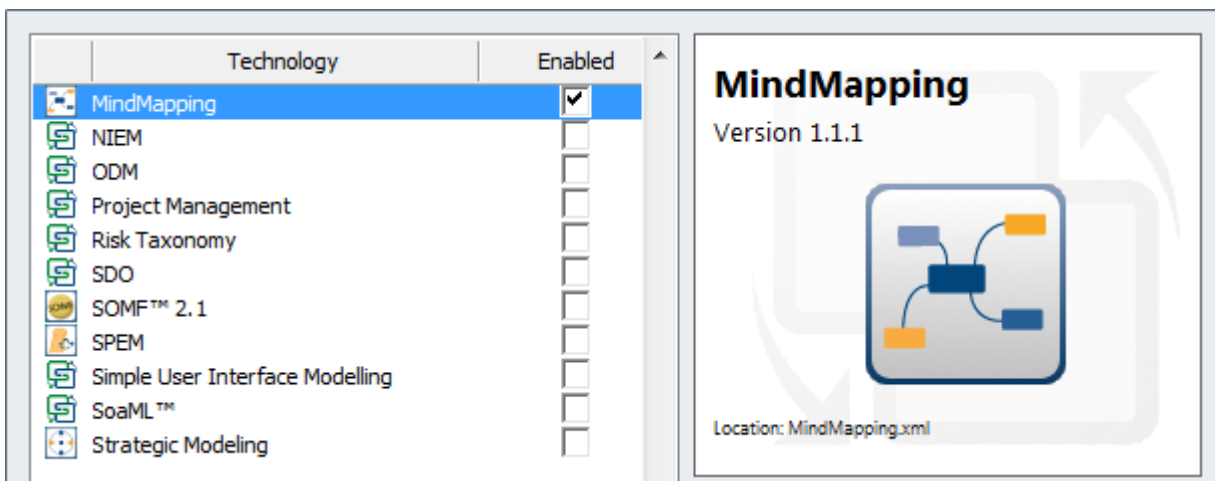 Technology Enabled
MindMapping
NIEM
ODM
Project Management
Risk Taxonomy
SDO
SOMF™ 2.1
SPEM
Simple User Interface Modelling
SoaML™
Strategic Modeling
MindMapping
Version 1.1.1
Location: MindMapping.xml